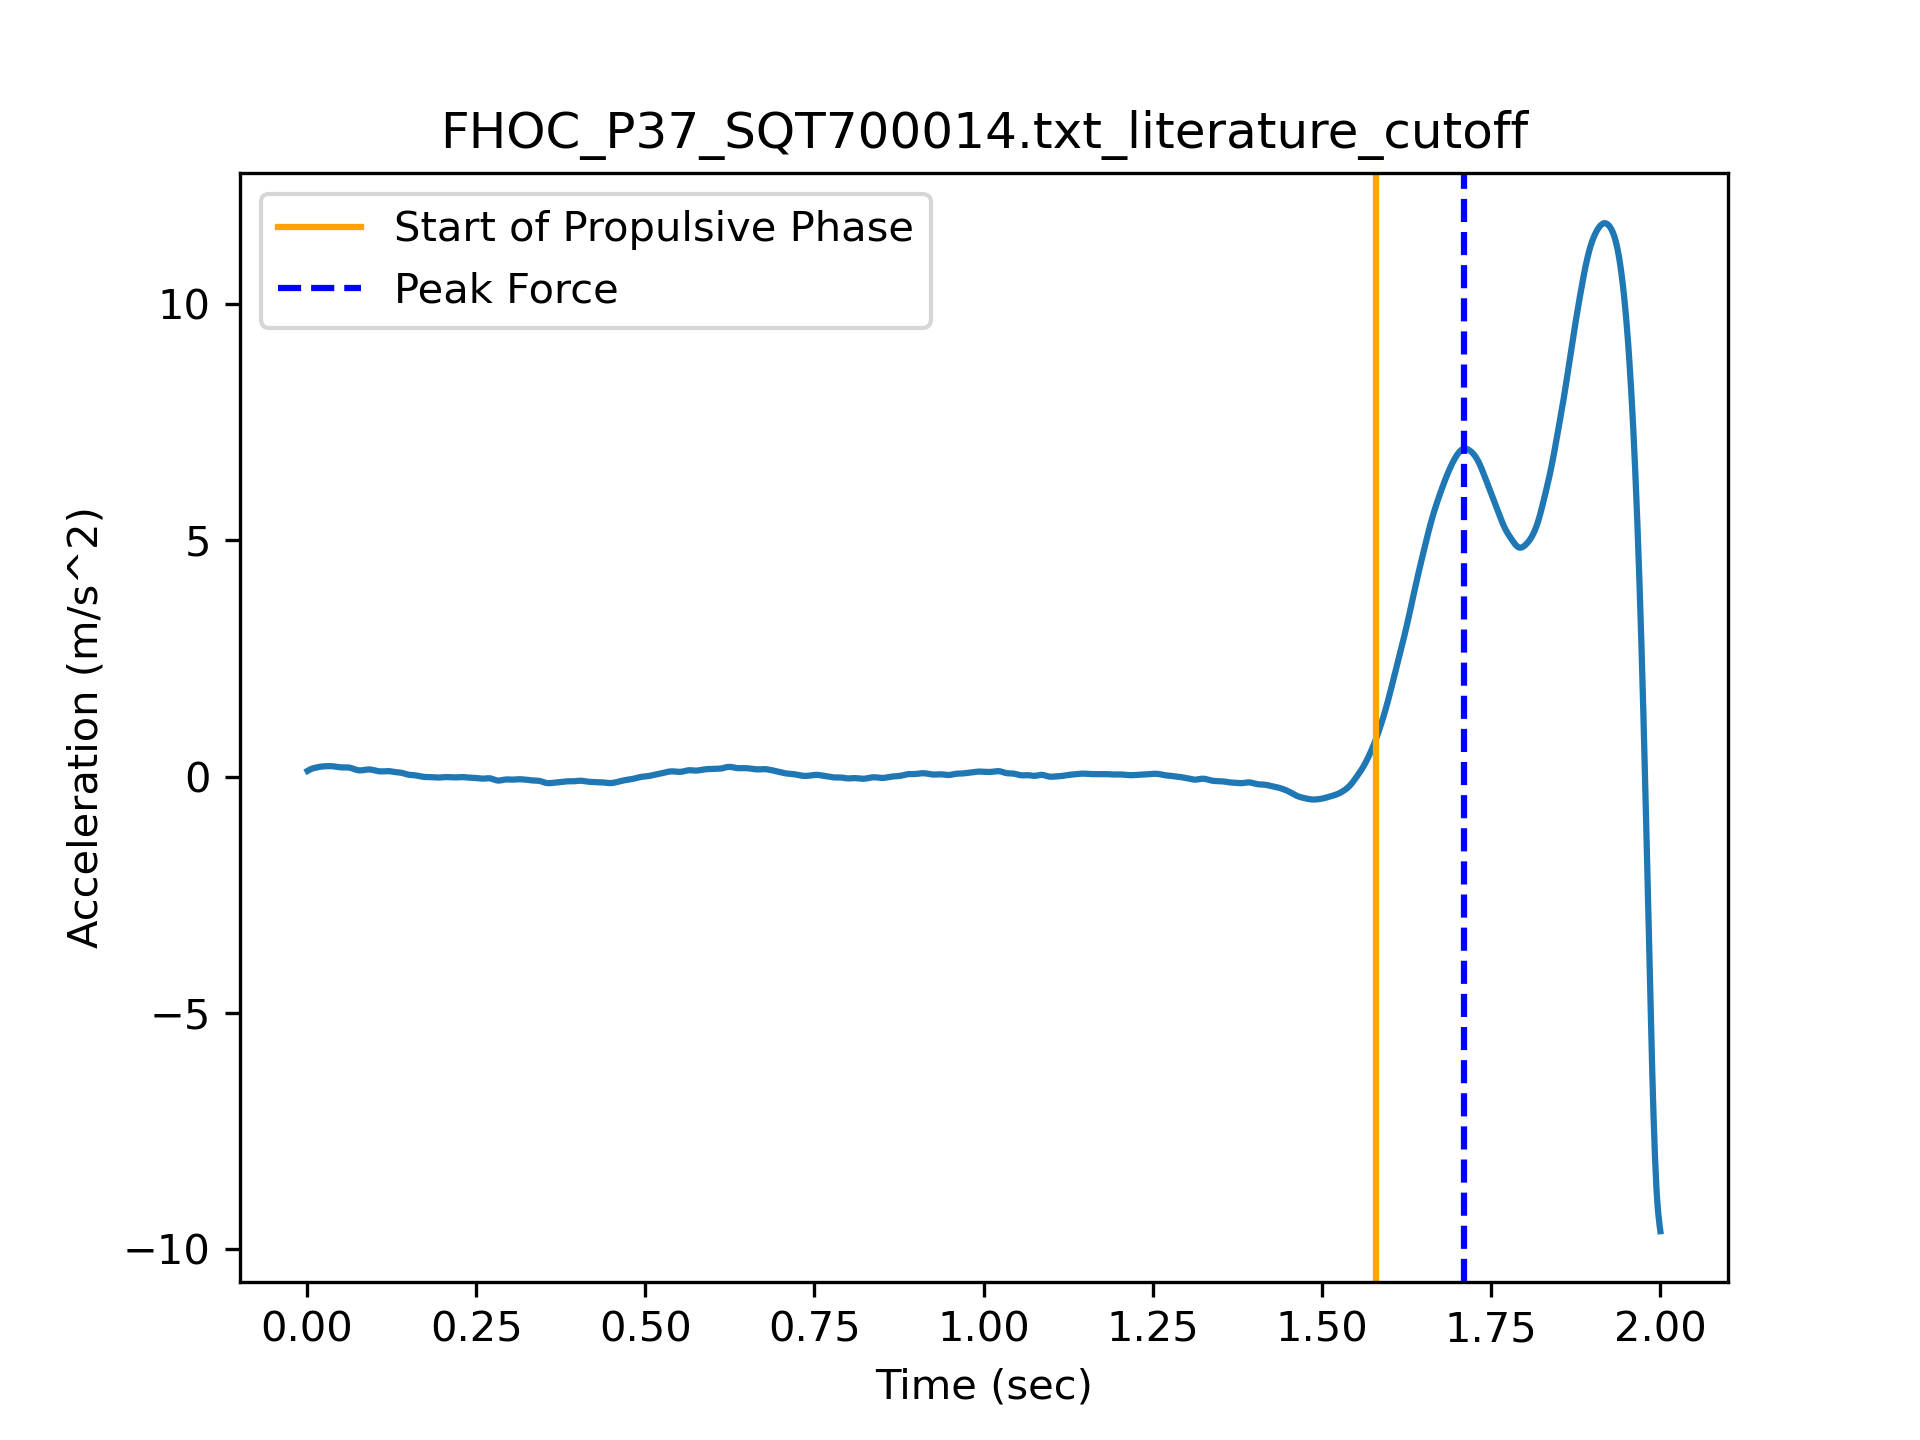 FHOC_P37_SQT700014.txt_literature_cutoff
Start of Propulsive Phase
Peak Force
Acceleration (m/s^2)
10
5
0
−5
−10
0.00 0.25 0.50 0.75 1.00 1.25 1.50 1.75 2.00
Time (sec)